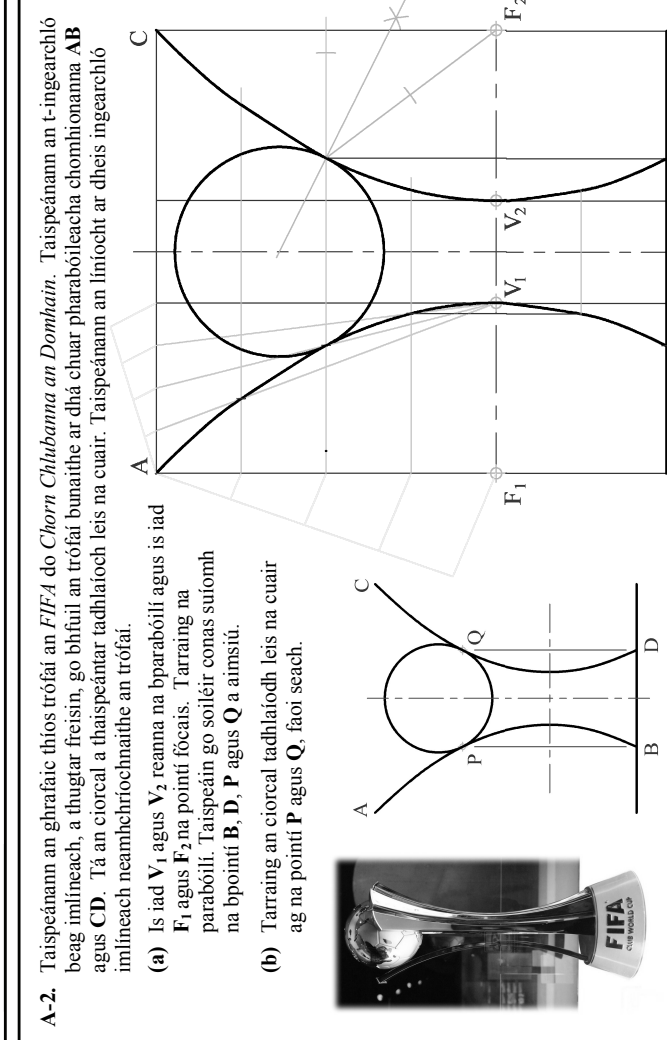 A-2. Taispeánann an ghrafaic thíos trófaí an FIFA do Chorn Chlubanna an Domhain. Taispeánann an t-ingearchló
beag imlíneach, a thugtar freisin, go bhfuil an trófaí bunaithe ar dhá chuar pharabóileacha chomhionanna AB
agus CD. Tá an ciorcal a thaispeántar tadhlaíoch leis na cuair. Taispeánann an líníocht ar dheis ingearchló
imlíneach neamhchríochnaithe an trófaí.
(a) Is iad V1 agus V2 reanna na bparabóilí agus is iad
F1 agus F2 na pointí fócais. Tarraing na
parabóilí. Taispeáin go soiléir conas suíomh
na bpointí B, D, P agus Q a aimsiú.
(b) Tarraing an ciorcal tadhlaíodh leis na cuair
ag na pointí P agus Q, faoi seach.
FIFA
CLUB WORLD CUP
A
C
P
Q
B
D
A
C
F1
V1
V2
F2